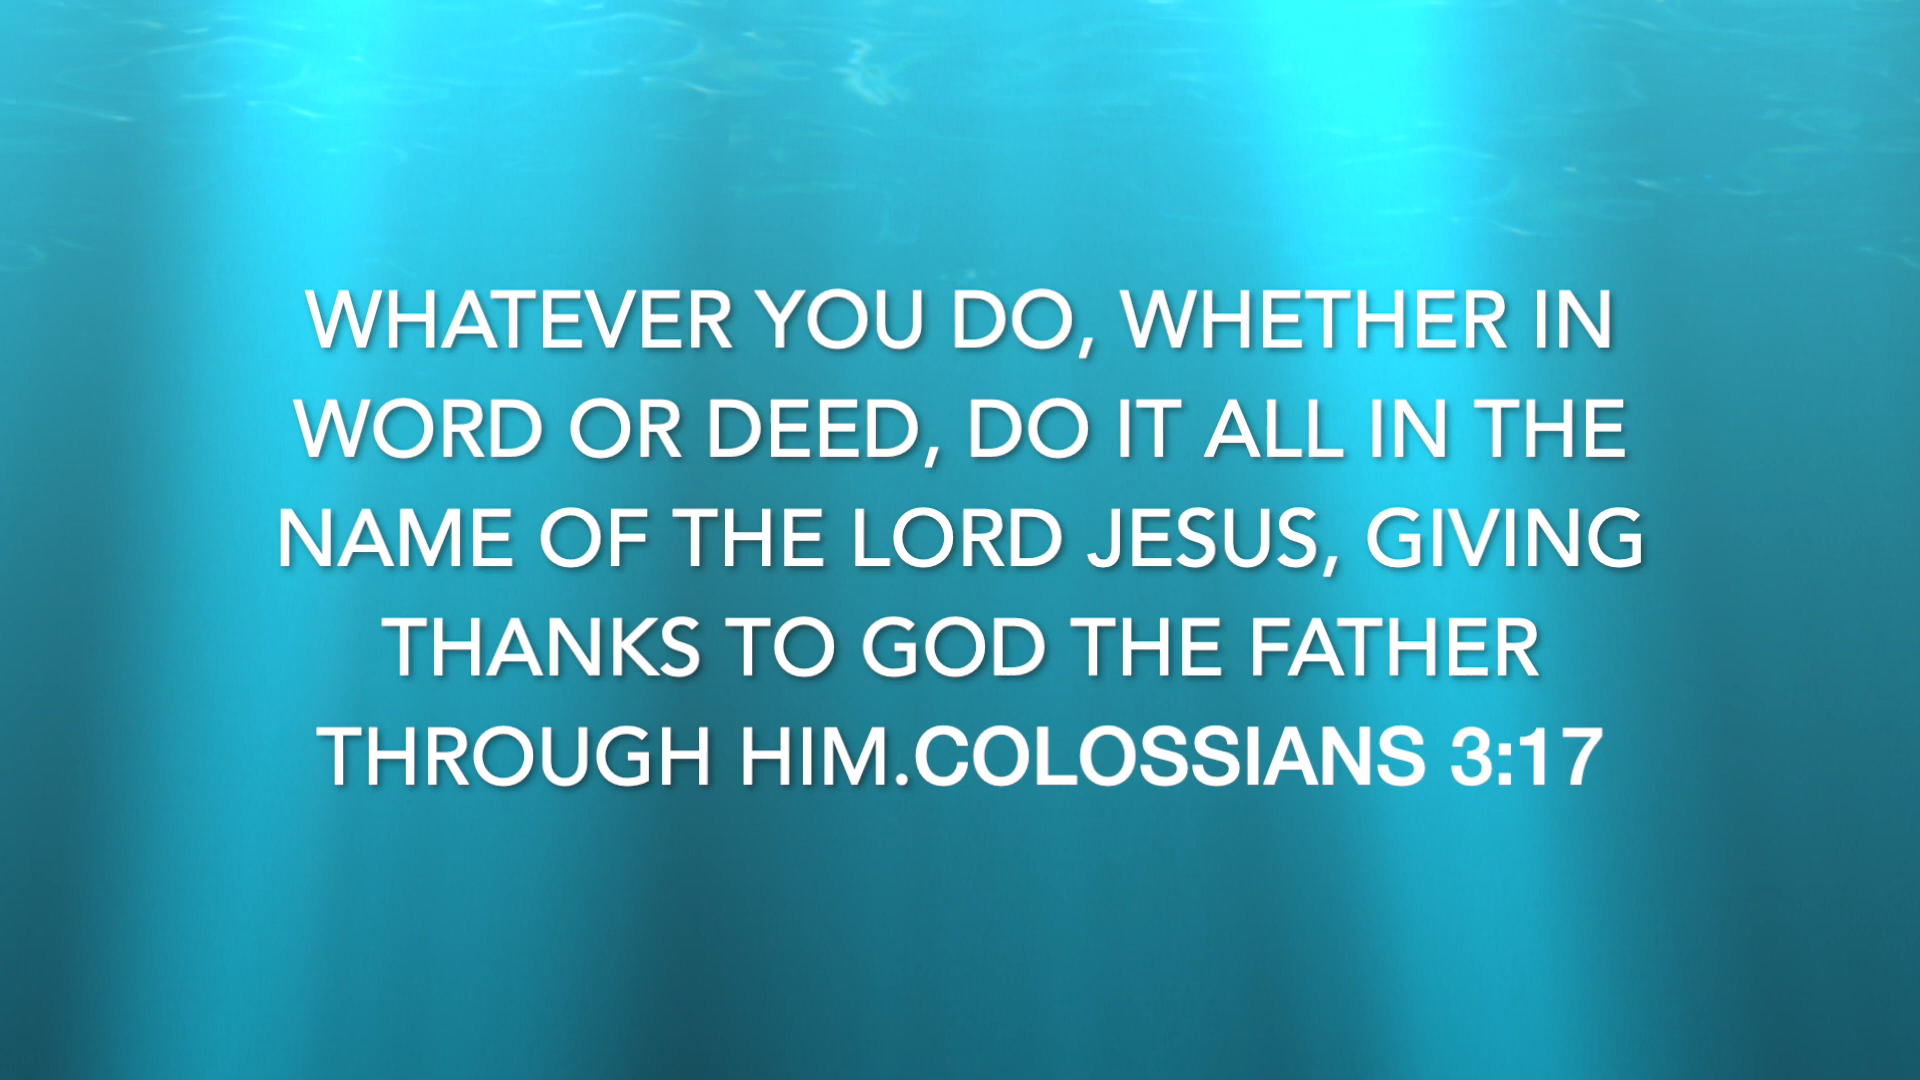 WHATEVER YOU DO, WHETHER IN
WORD OR DEED, DO IT ALL IN THE
NAME OF THE LORD JESUS, GIVING
THANKS TO GOD THE FATHER
THROUGH HIM.COLOSSIANS 3:17